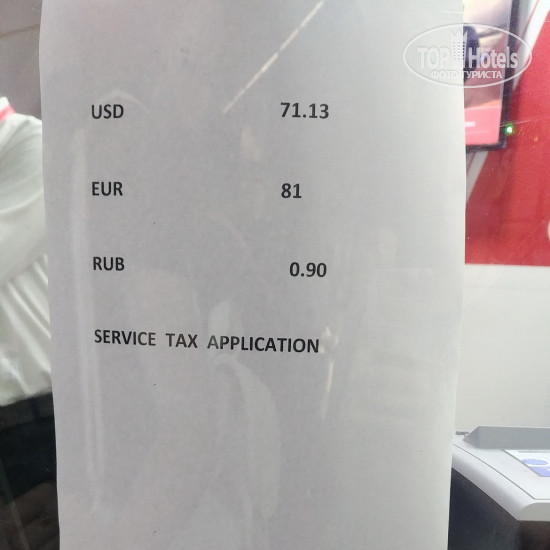 TOP Hotels
ФОТО ТУРИСТА
USD 71.13
EUR 81
RUB 0.90
SERVICE TAX APPLICATION